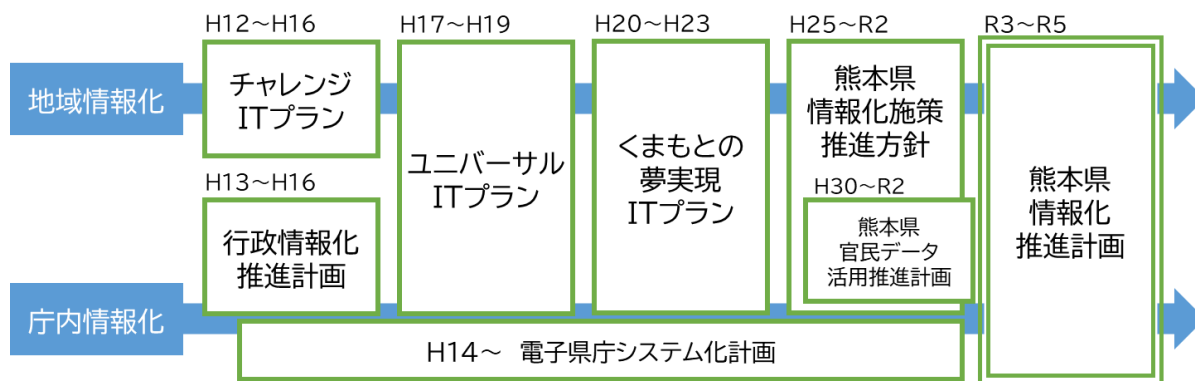 地域情報化
庁内情報化
H12～H16
チャレンジ
ITプラン
H13～H16
行政情報化
推進計画
H17～H19
ユニバーサル
ITプラン
H20～H23
くまもとの
夢実現
ITプラン
H25～R2
熊本県
情報化施策
推進方針
H30～R2
熊本県
官民データ
活用推進計画
R3～R5
熊本県
情報化
推進計画
H14～ 電子県庁システム化計画